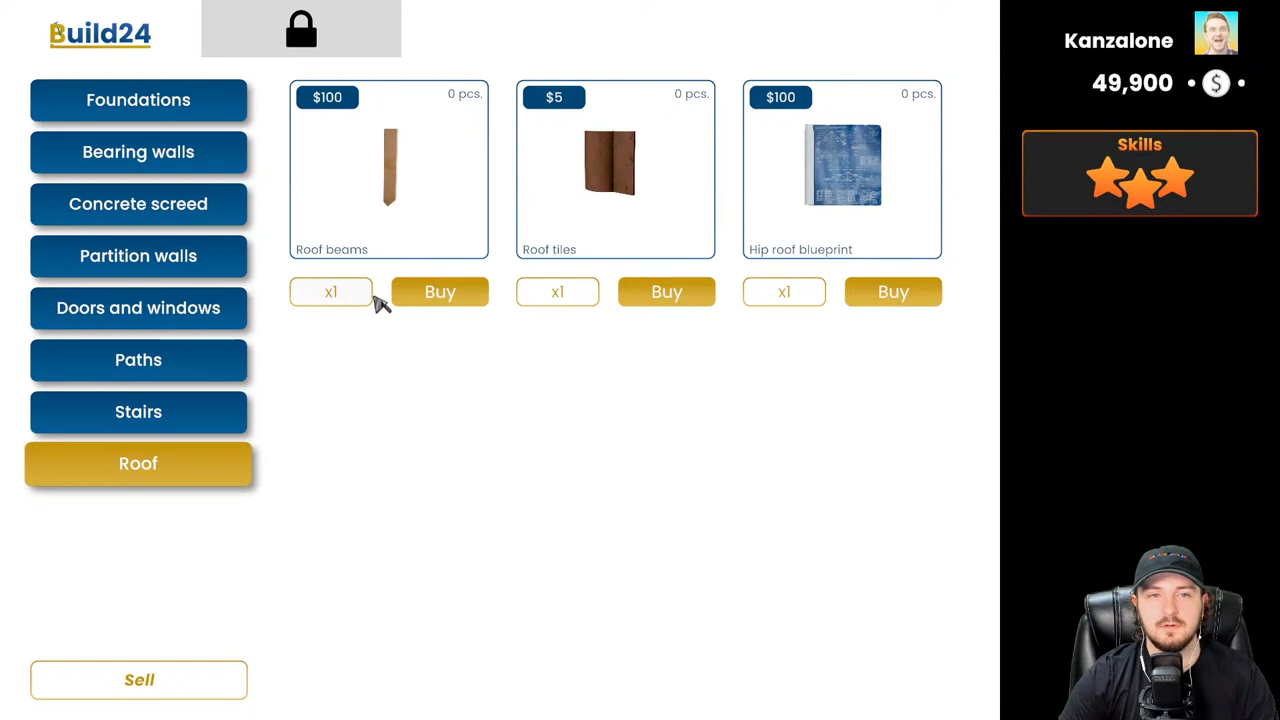 Build24
Kanzalone
49,900
$
Skills
Foundations
Bearing walls
Concrete screed
Partition walls
Doors and windows
Paths
Stairs
Roof
Sell
$100
0 pcs.
Roof beams
x1
Buy
$5
0 pcs.
Roof tiles
x1
Buy
$100
0 pcs.
Hip roof blueprint
x1
Buy